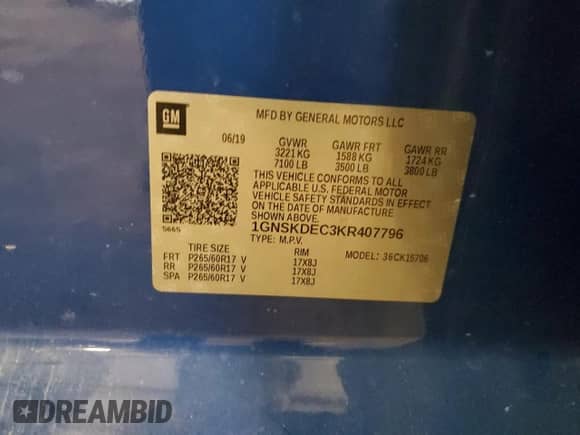 GM
MFD BY GENERAL MOTORS LLC
06/19 GVWR GAWR FRT GAWR RR
3221 KG 1588 KG 1724 KG
7100 LB 3500 LB 3800 LB
THIS VEHICLE CONFORMS TO ALL
APPLICABLE U.S. FEDERAL MOTOR
VEHICLE SAFETY STANDARDS IN EFFECT
ON THE DATE OF MANUFACTURE
SHOWN ABOVE.
5665
1GNSKDEC3KR407796
TYPE: M.P.V. MODEL: 36CK15706
TIRE SIZE RIM
FRT P265/60R17 V 17X8J
RR P265/60R17 V 17X8J
SPA P265/60R17 V 17X8J
DREAMBID